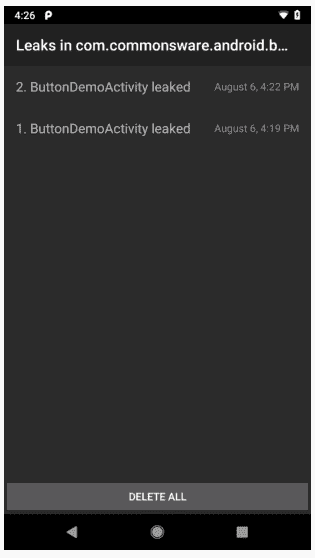 4:26
Leaks in com.commonsware.android.b...
2. ButtonDemoActivity leaked August 6, 4:22 PM
1. ButtonDemoActivity leaked August 6, 4:19 PM
DELETE ALL